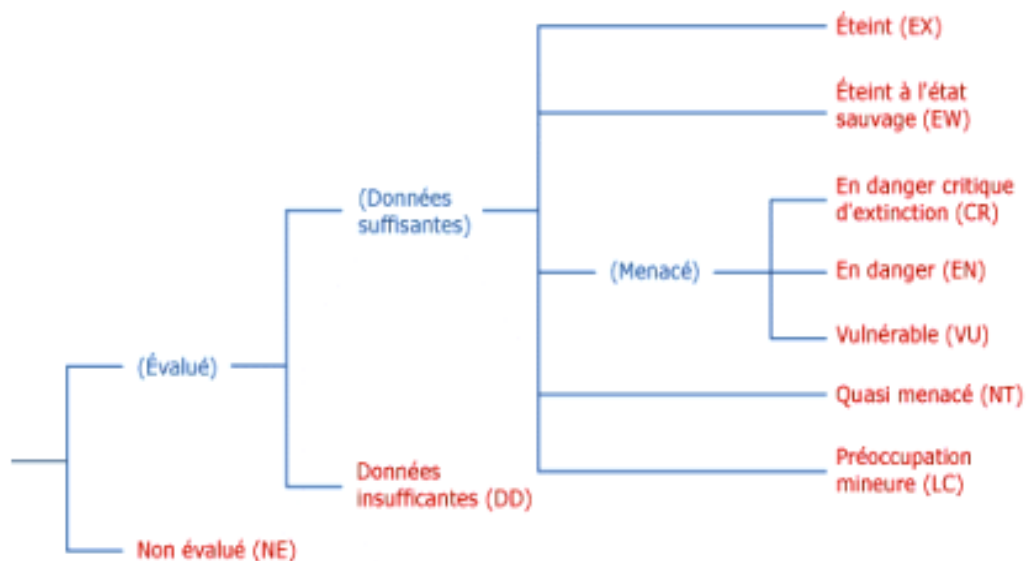 Éteint (EX)
Éteint à l'état
sauvage (EW)
(Données
suffisantes)
En danger critique
d'extinction (CR)
(Menacé)
En danger (EN)
Vulnérable (VU)
(Évalué)
Quasi menacé (NT)
Données
insufficantes (DD)
Préoccupation
mineure (LC)
Non évalué (NE)